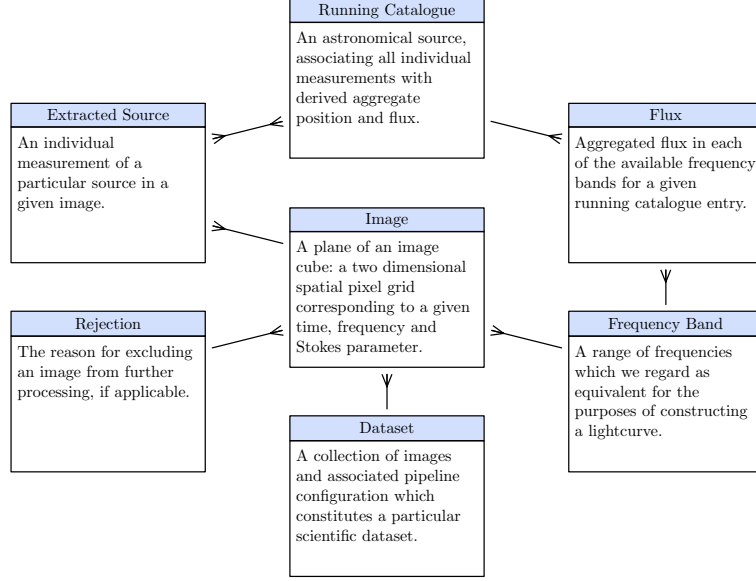 Running Catalogue
An astronomical source,
associating all individual
measurements with
derived aggregate
position and flux.
Extracted Source
An individual
measurement of a
particular source in a
given image.
Flux
Aggregated flux in each
of the available frequency
bands for a given
running catalogue entry.
Image
A plane of an image
cube: a two dimensional
spatial pixel grid
corresponding to a given
time, frequency and
Stokes parameter.
Rejection
The reason for excluding
an image from further
processing, if applicable.
Frequency Band
A range of frequencies
which we regard as
equivalent for the
purposes of constructing
a lightcurve.
Dataset
A collection of images
and associated pipeline
configuration which
constitutes a particular
scientific dataset.